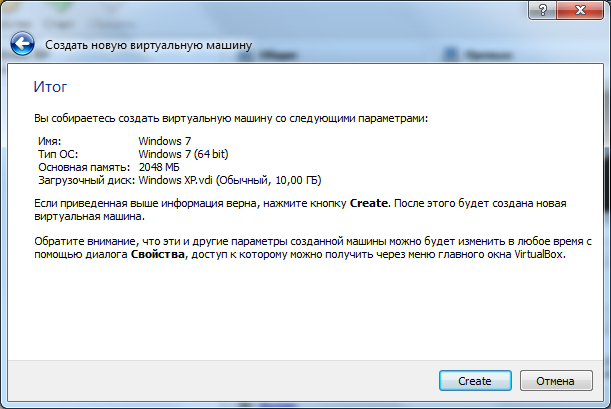 Создать новую виртуальную машину
Итог
Вы собираетесь создать виртуальную машину со следующими параметрами:
Имя: Windows 7
Тип ОС: Windows 7 (64 bit)
Основная память: 2048 МБ
Загрузочный диск: Windows XP.vdi (Обычный, 10,00 ГБ)
Если приведенная выше информация верна, нажмите кнопку Create. После этого будет создана новая
виртуальная машина.
Обратите внимание, что эти и другие параметры созданной машины можно будет изменить в любое время с
помощью диалога Свойства, доступ к которому можно получить через меню главного окна VirtualBox.
Create Отмена